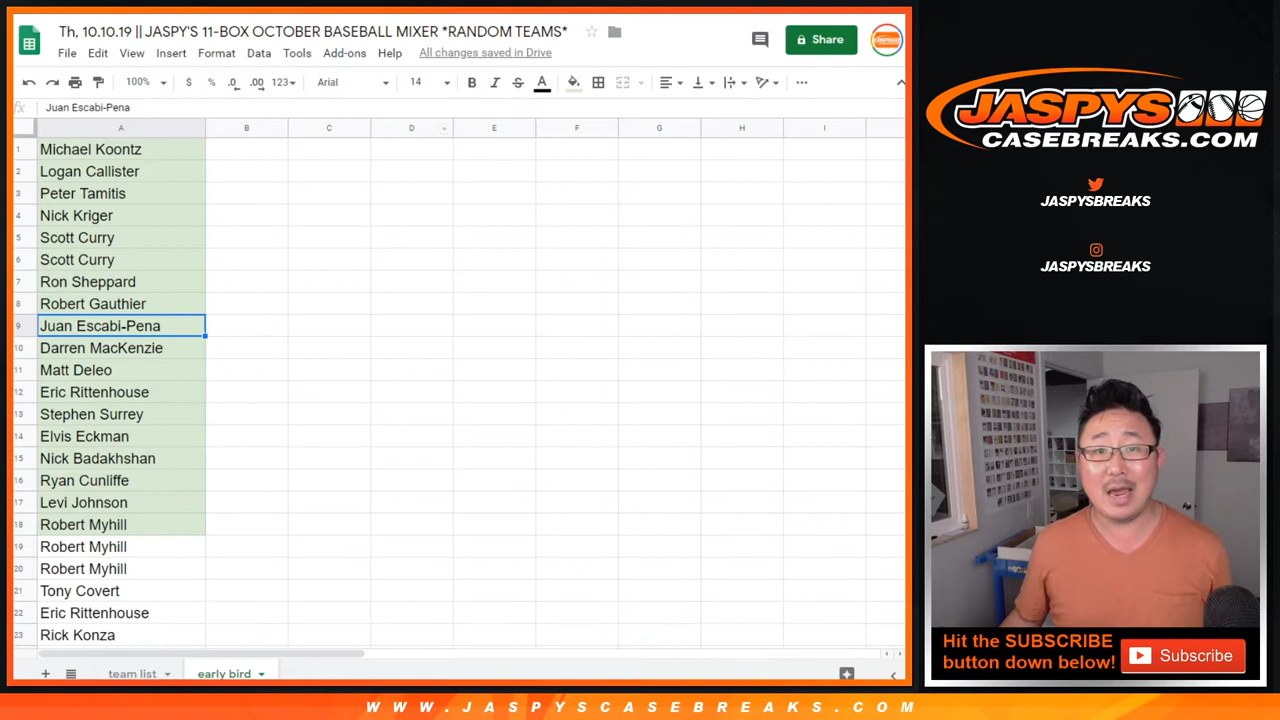 Th, 10.10.19 || JASPY'S 11-BOX OCTOBER BASEBALL MIXER *RANDOM TEAMS*
File Edit View Insert Format Data Tools Add-ons Help All changes saved in Drive
Share
100% $ % .0 .00 123 Arial 14 B I S A
fx Juan Escabi-Pena
A B C D E F G H I
1 Michael Koontz
2 Logan Callister
3 Peter Tamitis
4 Nick Kriger
5 Scott Curry
6 Scott Curry
7 Ron Sheppard
8 Robert Gauthier
9 Juan Escabi-Pena
10 Darren MacKenzie
11 Matt Deleo
12 Eric Rittenhouse
13 Stephen Surrey
14 Elvis Eckman
15 Nick Badakhshan
16 Ryan Cunliffe
17 Levi Johnson
18 Robert Myhill
19 Robert Myhill
20 Robert Myhill
21 Tony Covert
22 Eric Rittenhouse
23 Rick Konza
team list early bird
JASPYS
CASEBREAKS.COM
JASPYSBREAKS
JASPYSBREAKS
Hit the SUBSCRIBE
button down below!
Subscribe
WWW.JASPYSCASEBREAKS.COM